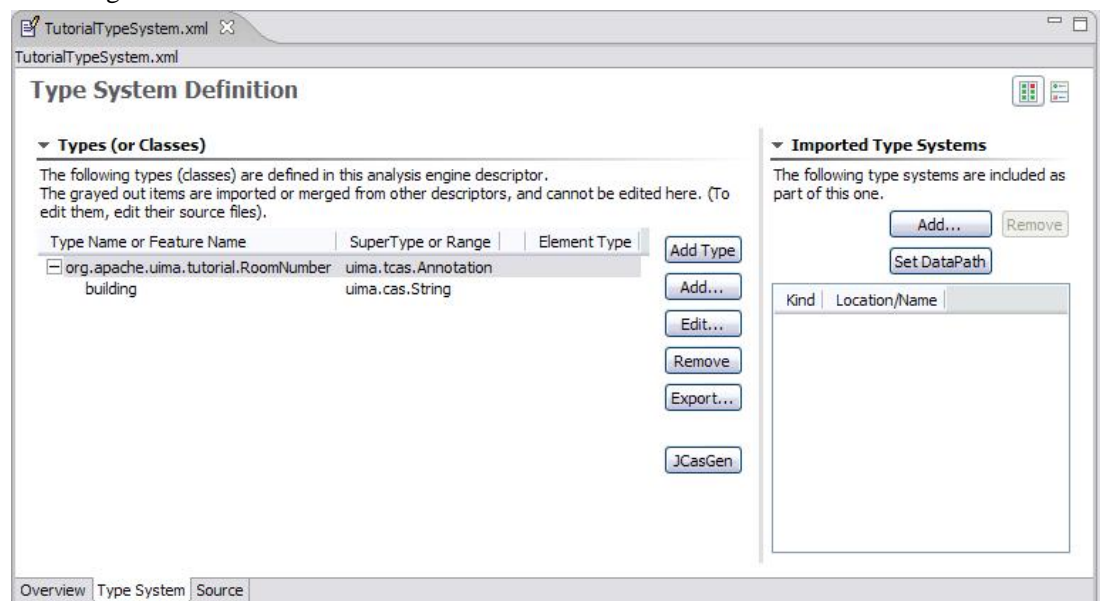 TutorialTypeSystem.xml
TutorialTypeSystem.xml
Type System Definition
Types (or Classes)
The following types (classes) are defined in this analysis engine descriptor.
The grayed out items are imported or merged from other descriptors, and cannot be edited here. (To
edit them, edit their source files).
Type Name or Feature Name SuperType or Range Element Type
org.apache.uima.tutorial.RoomNumber uima.tcas.Annotation
building uima.cas.String
Add Type
Add...
Edit...
Remove
Export...
JCasGen
Imported Type Systems
The following type systems are included as
part of this one.
Add... Remove
Set DataPath
Kind Location/Name
Overview Type System Source